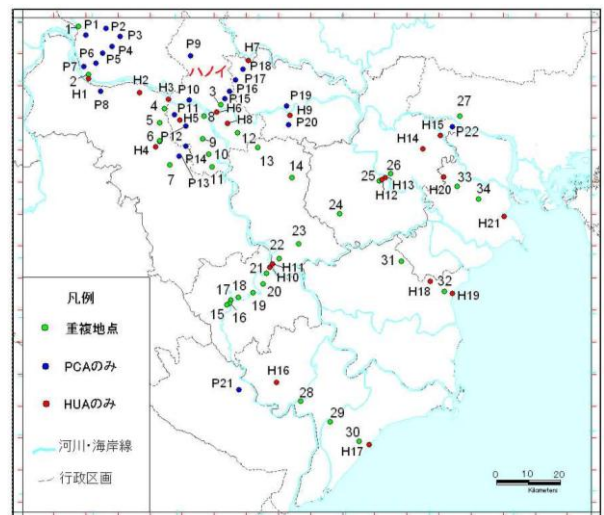 1 P1 P2
P3
P6 P4
P7 P5
2
H1 P8
P9
ハノイ
H7
P18
P17
P16
P15
H2
H3 P10
3
4 P11
H6
H5 8 H8
5
6 P12
H4
7
P14
P13
9
10
11
12
13
14
P19
H9
P20
27
H15
P22
H14
H20 33
34
H21
25 26
H13
H12
24
23
22
21
H11
H10
20
19
18
17
16
15
31
32
H18 H19
H16
P21
28
29
30
H17
凡例
重複地点
PCAのみ
HUAのみ
河川・海岸線
行政区画
10 0 10 20
Kilometers